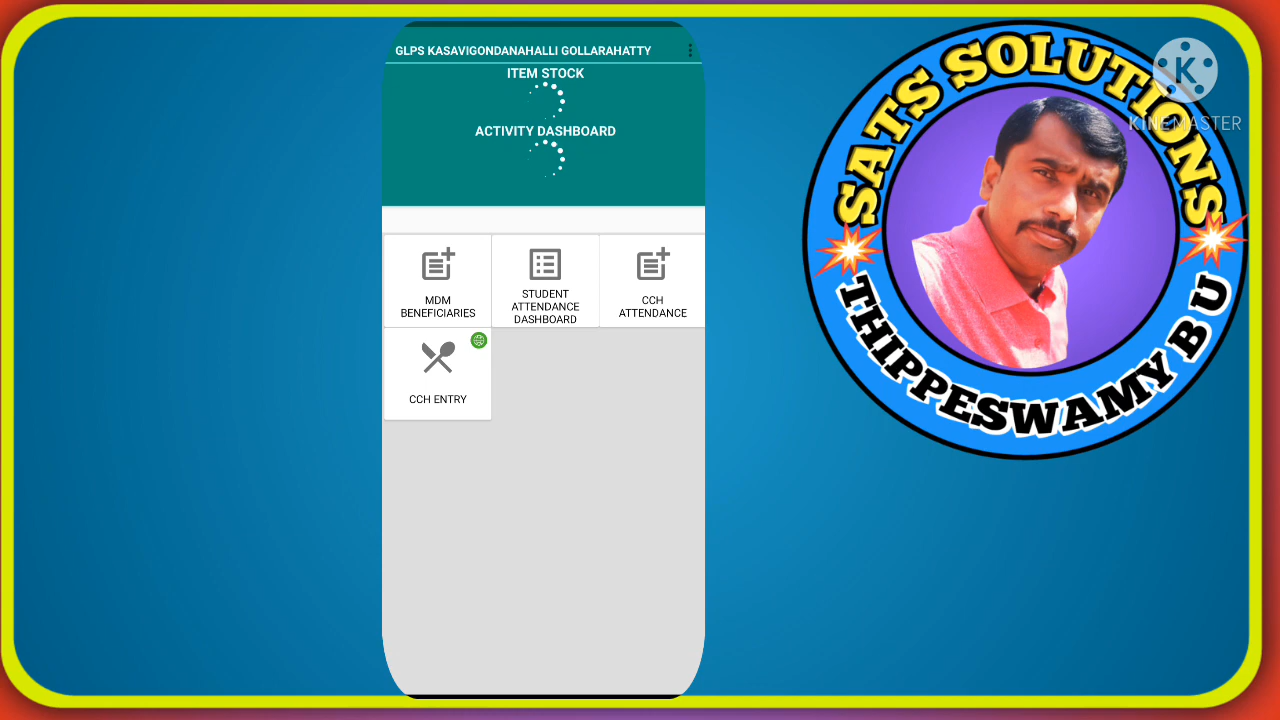 GLPS KASAVIGONDANAHALLI GOLLARAHATTY
ITEM STOCK
ACTIVITY DASHBOARD
MDM
BENEFICIARIES
STUDENT
ATTENDANCE
DASHBOARD
CCH
ATTENDANCE
CCH ENTRY
SATS SOLUTIONS
THIPPESWAMY B U
K
KINEMASTER